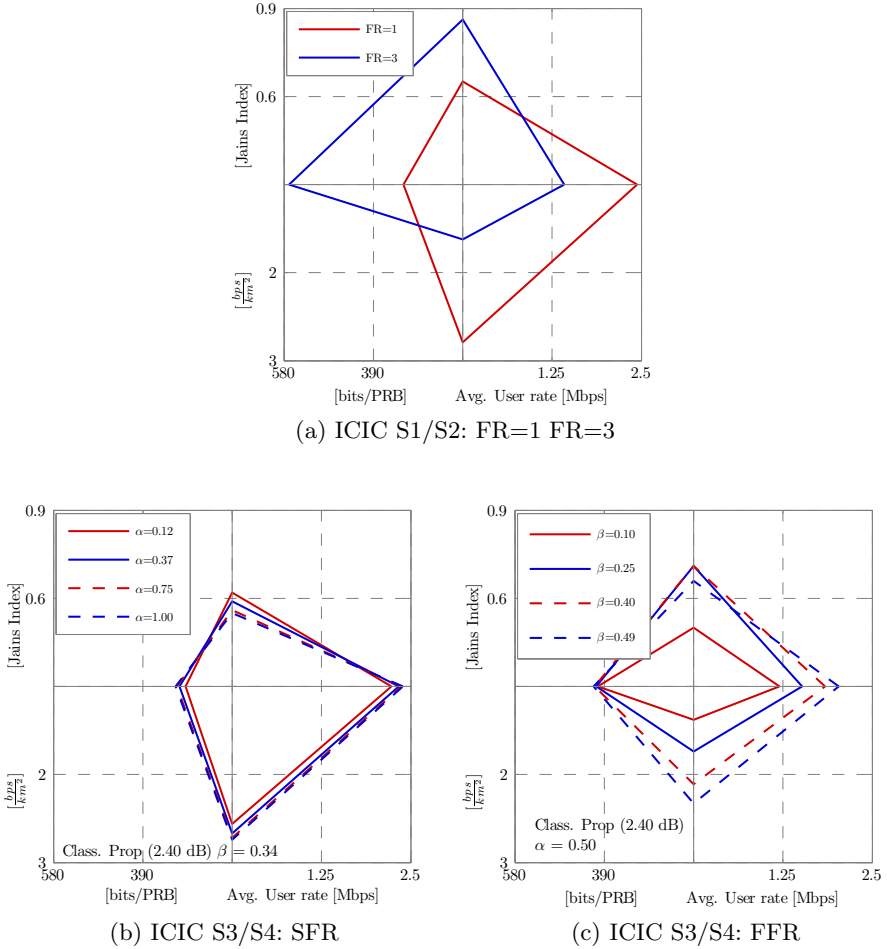 0.9
FR=1
FR=3
0.6
[Jains Index]
2
[bps/km²]
3
580
390
1.25
2.5
[bits/PRB]
Avg. User rate [Mbps]
(a) ICIC S1/S2: FR=1 FR=3
0.9
α=0.12
α=0.37
α=0.75
α=1.00
0.6
[Jains Index]
2
[bps/km²]
Class. Prop (2.40 dB) β = 0.34
3
580
390
1.25
2.5
[bits/PRB]
Avg. User rate [Mbps]
(b) ICIC S3/S4: SFR
0.9
β=0.10
β=0.25
β=0.40
β=0.49
0.6
[Jains Index]
2
[bps/km²]
Class. Prop (2.40 dB)
α = 0.50
3
580
390
1.25
2.5
[bits/PRB]
Avg. User rate [Mbps]
(c) ICIC S3/S4: FFR